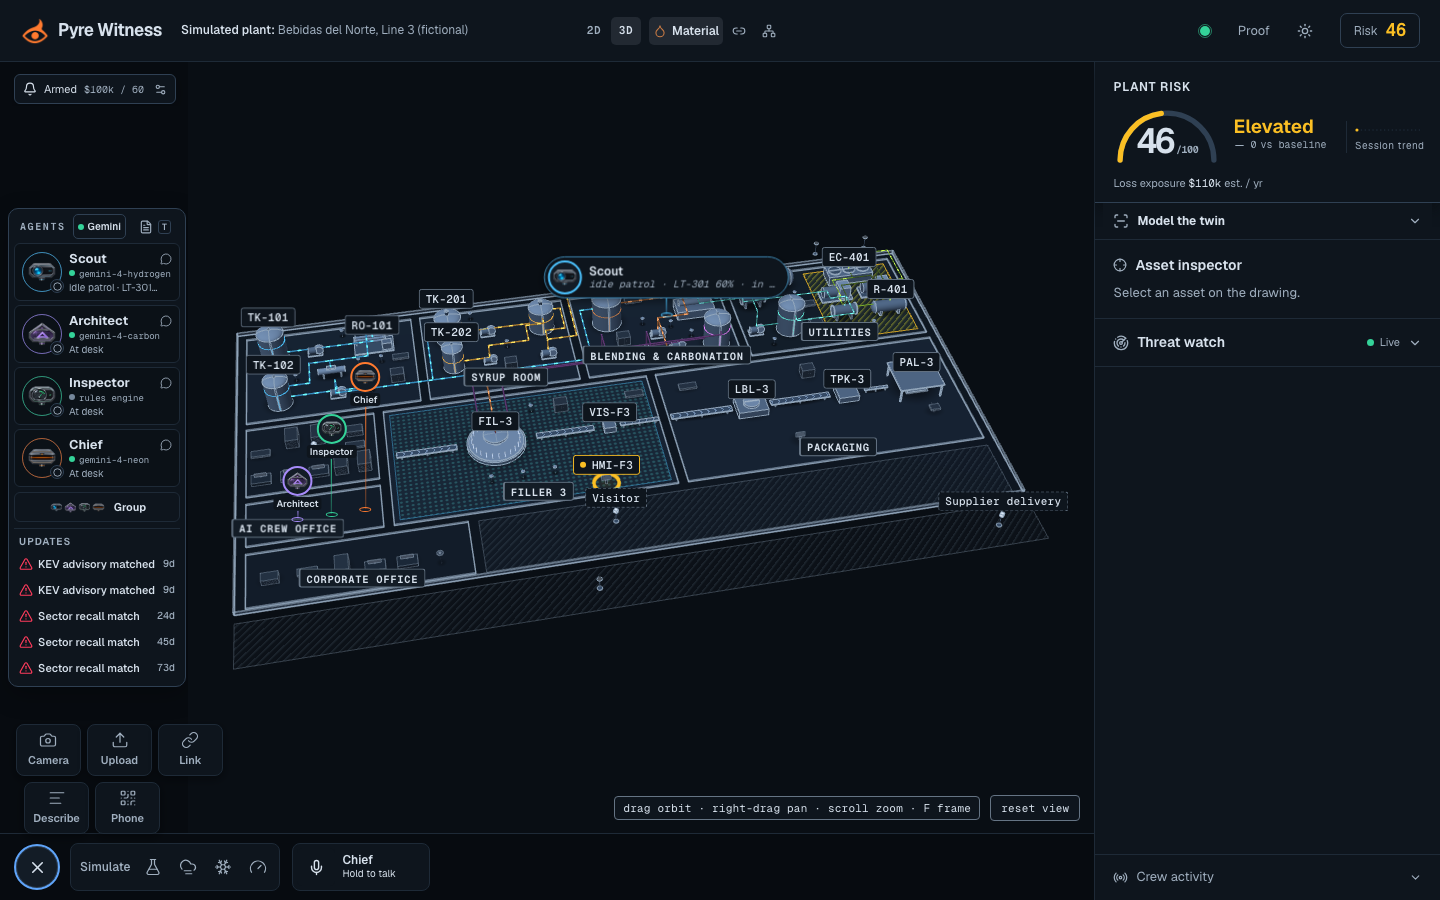 Pyre Witness
Simulated plant: Bebidas del Norte, Line 3 (fictional)
2D
3D
Material
Proof
Risk 46
Armed $100k / 60
AGENTS
Gemini
T
Scout
gemini-4-hydrogen
idle patrol · LT-301…
Architect
gemini-4-carbon
At desk
Inspector
rules engine
At desk
Chief
gemini-4-neon
At desk
Group
UPDATES
KEV advisory matched 9d
KEV advisory matched 9d
Sector recall match 24d
Sector recall match 45d
Sector recall match 73d
Camera
Upload
Link
Describe
Phone
Simulate
Chief
Hold to talk
Scout
idle patrol · LT-301 60% · in …
EC-401
R-401
UTILITIES
TK-101
RO-101
TK-201
TK-202
TK-102
BLENDING & CARBONATION
SYRUP ROOM
Chief
PAL-3
TPK-3
LBL-3
VIS-F3
FIL-3
PACKAGING
Inspector
HMI-F3
FILLER 3
Visitor
Supplier delivery
Architect
AI CREW OFFICE
CORPORATE OFFICE
drag orbit · right-drag pan · scroll zoom · F frame
reset view
PLANT RISK
46 /100
Elevated
— 0 vs baseline
Session trend
Loss exposure $110k est. / yr
Model the twin
Asset inspector
Select an asset on the drawing.
Threat watch
Live
Crew activity